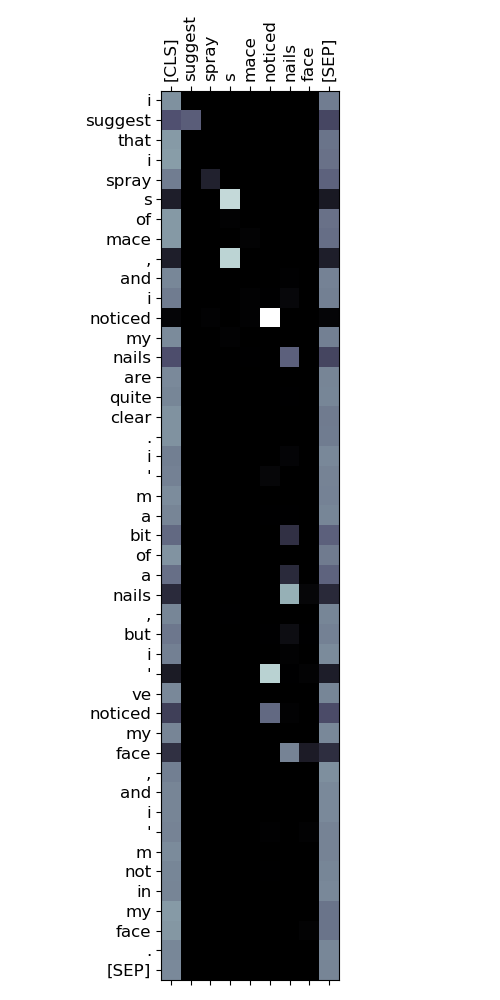 [CLS]
suggest
spray
s
mace
noticed
nails
face
[SEP]
i
suggest
that
i
spray
s
of
mace
,
and
i
noticed
my
nails
are
quite
clear
.
i
'
m
a
bit
of
a
nails
,
but
i
'
ve
noticed
my
face
,
and
i
'
m
not
in
my
face
.
[SEP]